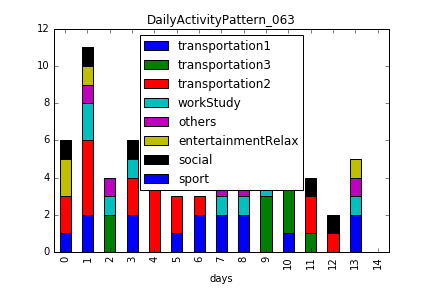 DailyActivityPattern_063
12
10
8
6
4
2
0
transportation1
transportation3
transportation2
workStudy
others
entertainmentRelax
social
sport
0 1 2 3 4 5 6 7 8 9 10 11 12 13 14
days